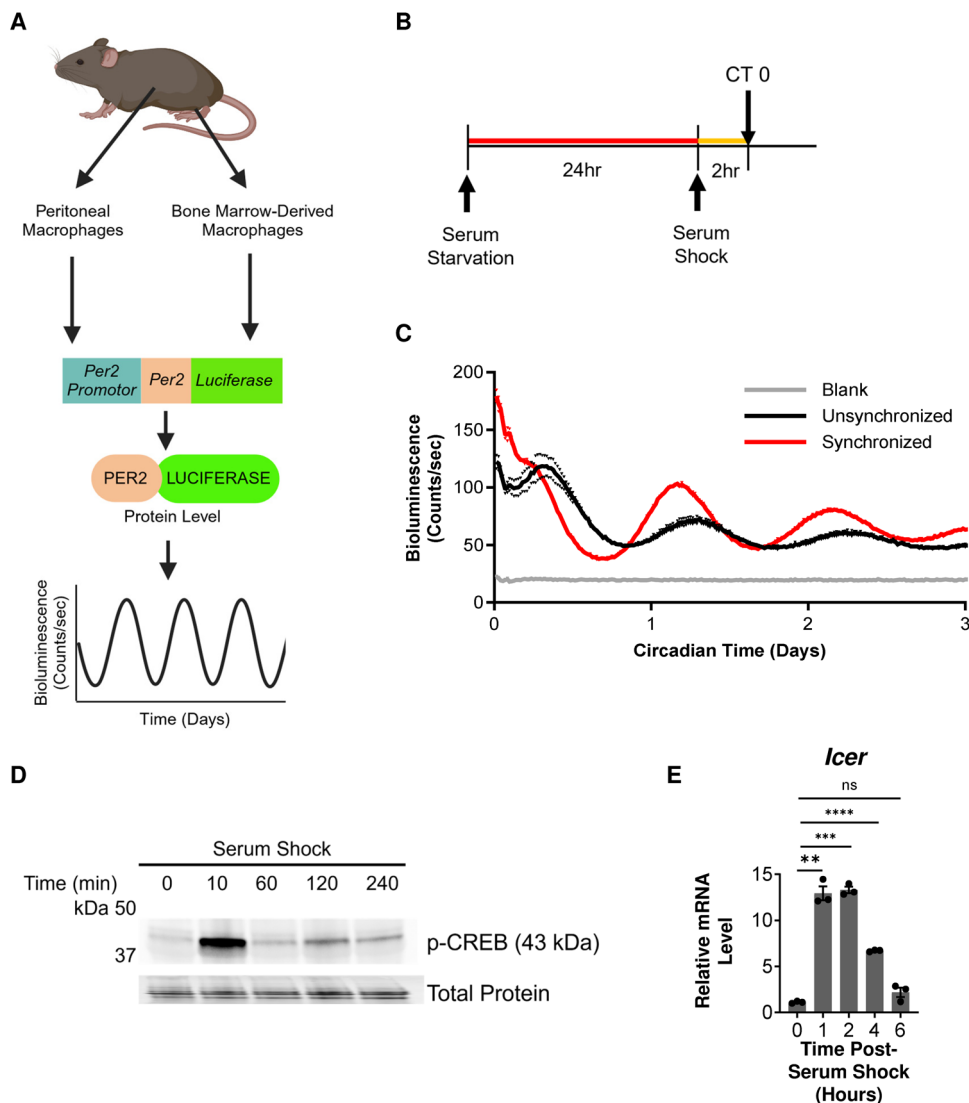 A
Peritoneal
Macrophages
Bone Marrow-Derived
Macrophages
Per2
Promotor
Per2
Luciferase
PER2
LUCIFERASE
Protein Level
Bioluminescence
(Counts/sec)
Time (Days)
B
CT 0
24hr
2hr
Serum
Starvation
Serum
Shock
C
200
150
100
50
0
Bioluminescence
(Counts/sec)
Blank
Unsynchronized
Synchronized
0 1 2 3
Circadian Time (Days)
D
Serum Shock
Time (min) 0 10 60 120 240
kDa 50
37
p-CREB (43 kDa)
Total Protein
E
Icer
ns
****
***
**
15
10
5
0
Relative mRNA
Level
0 1 2 4 6
Time Post-
Serum Shock
(Hours)